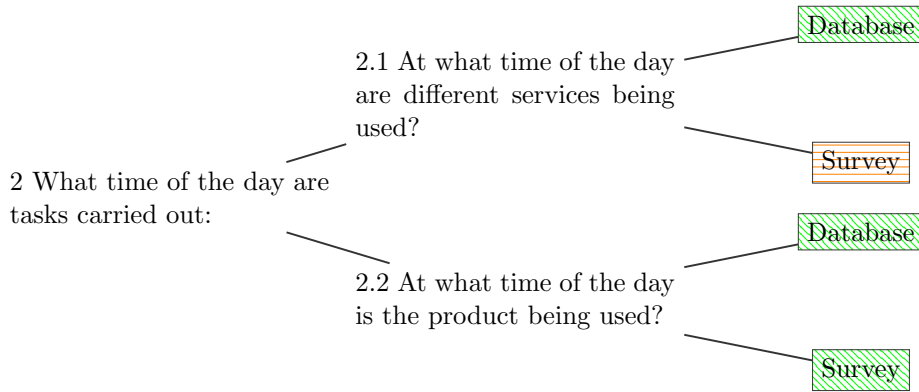 Database
2.1 At what time of the day
are different services being
used?
Survey
2 What time of the day are
tasks carried out:
Database
2.2 At what time of the day
is the product being used?
Survey